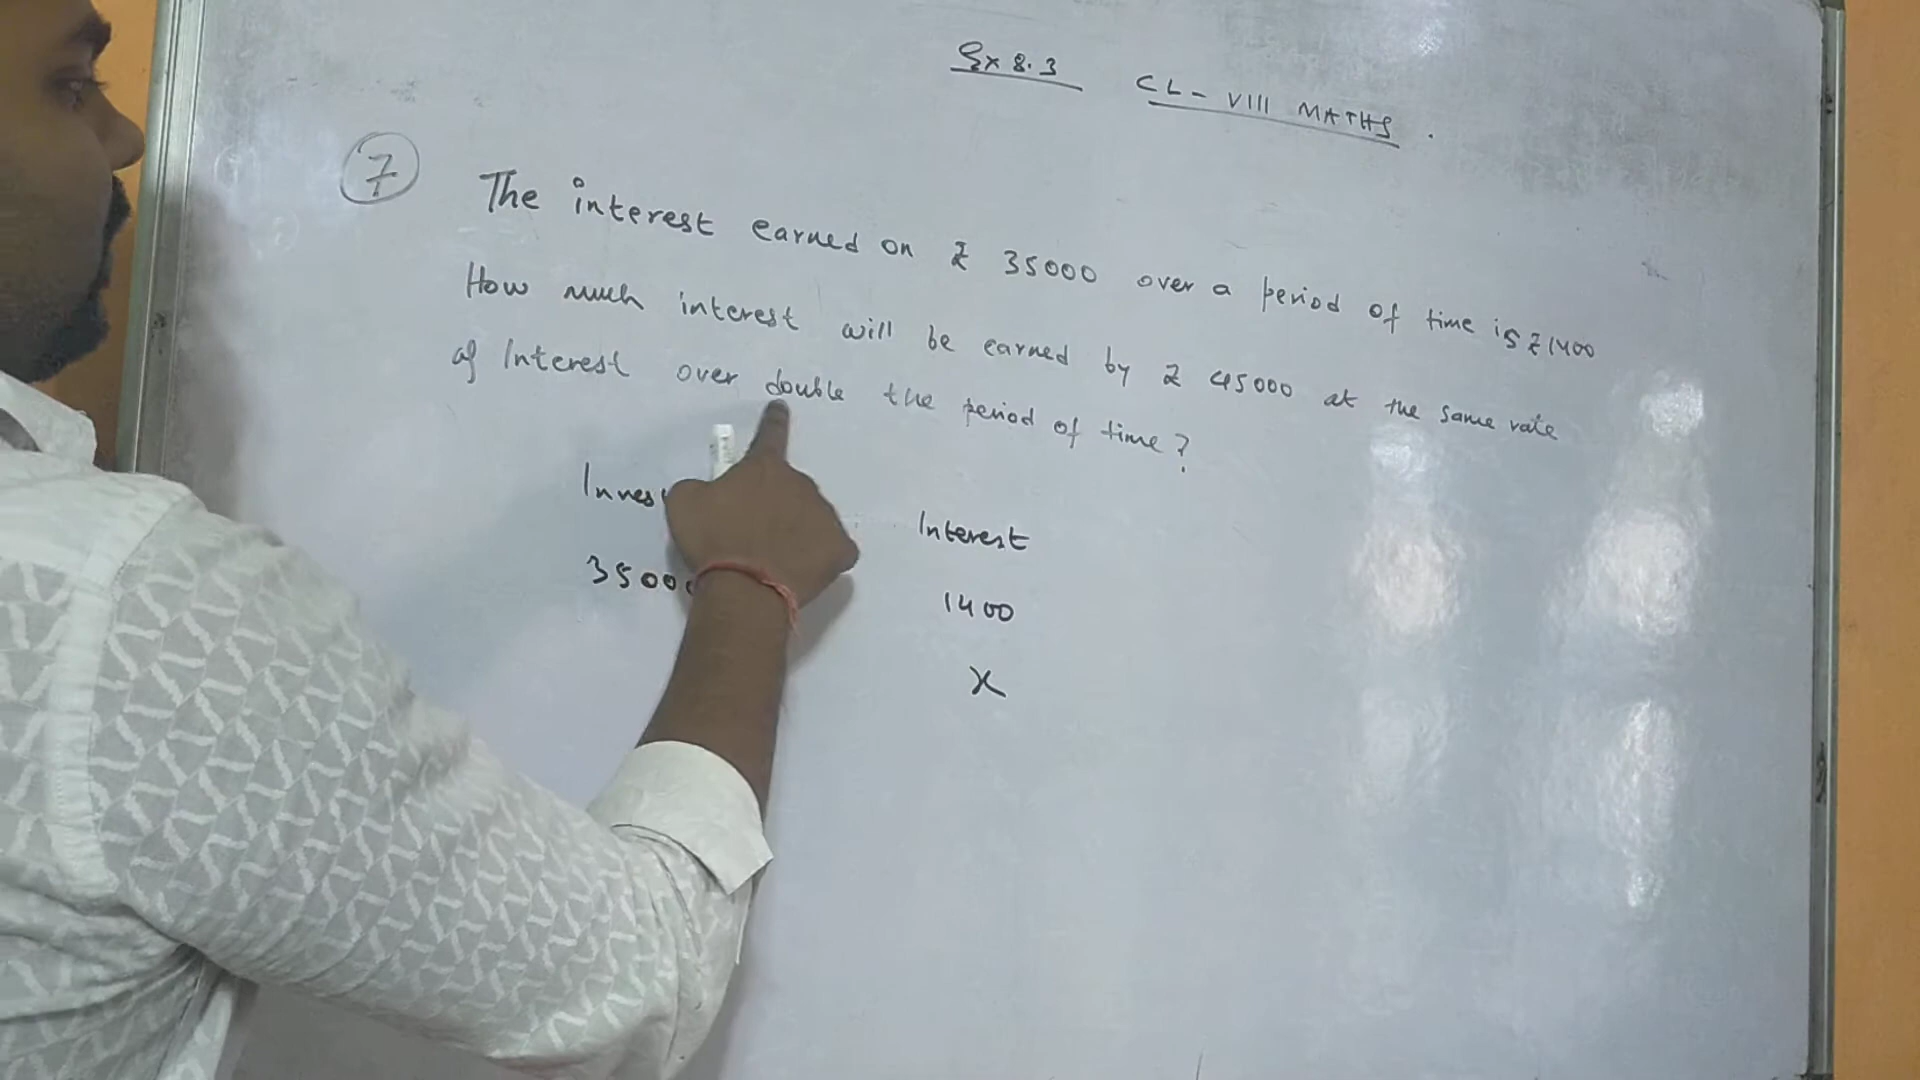 Ex 8.3 CL - VIII MATHS.
7 The interest earned on ₹ 35000 over a period of time is ₹1400
How much interest will be earned by ₹ 45000 at the same rate
of Interest over double the period of time?
Interest
3500 1400
x